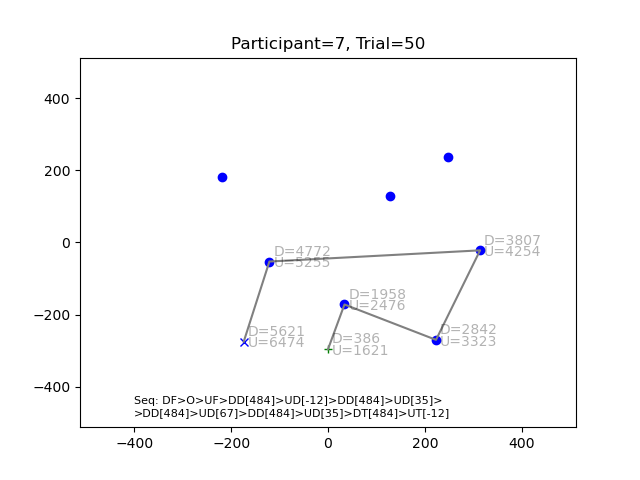 Participant=7, Trial=50
400
200
0
−200
−400
D=3807
U=4254
D=4772
U=5255
D=1958
U=2476
D=2842
U=3323
D=5621
U=6474
D=386
U=1621
Seq: DF>O>UF>DD[484]>UD[-12]>DD[484]>UD[35]>
>DD[484]>UD[67]>DD[484]>UD[35]>DT[484]>UT[-12]
−400 −200 0 200 400